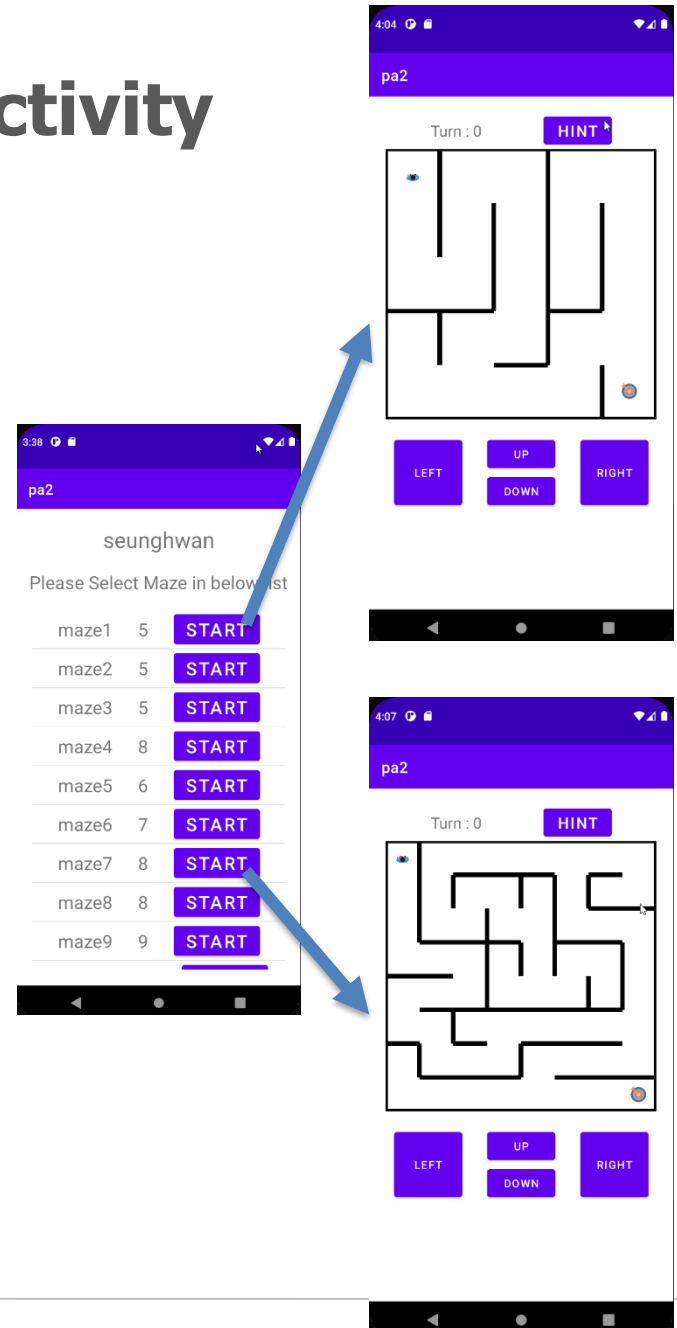 ctivity
4:04
pa2
Turn : 0
HINT
LEFT
UP
DOWN
RIGHT
3:38
pa2
seunghwan
Please Select Maze in below list
maze1 5 START
maze2 5 START
maze3 5 START
maze4 8 START
maze5 6 START
maze6 7 START
maze7 8 START
maze8 8 START
maze9 9 START
4:07
pa2
Turn : 0
HINT
LEFT
UP
DOWN
RIGHT